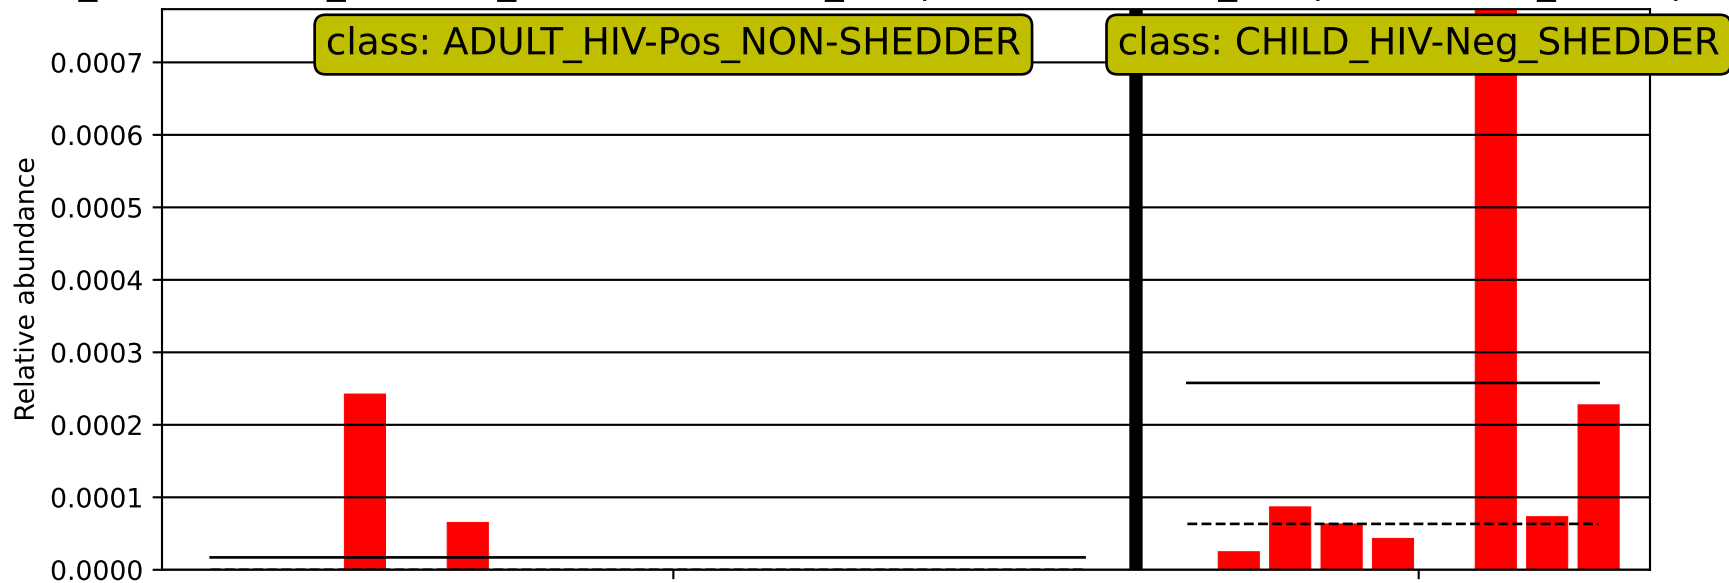 class: ADULT_HIV-Pos_NON-SHEDDER
class: CHILD_HIV-Neg_SHEDDER
0.0007
0.0006
0.0005
0.0004
0.0003
0.0002
0.0001
0.0000
Relative abundance